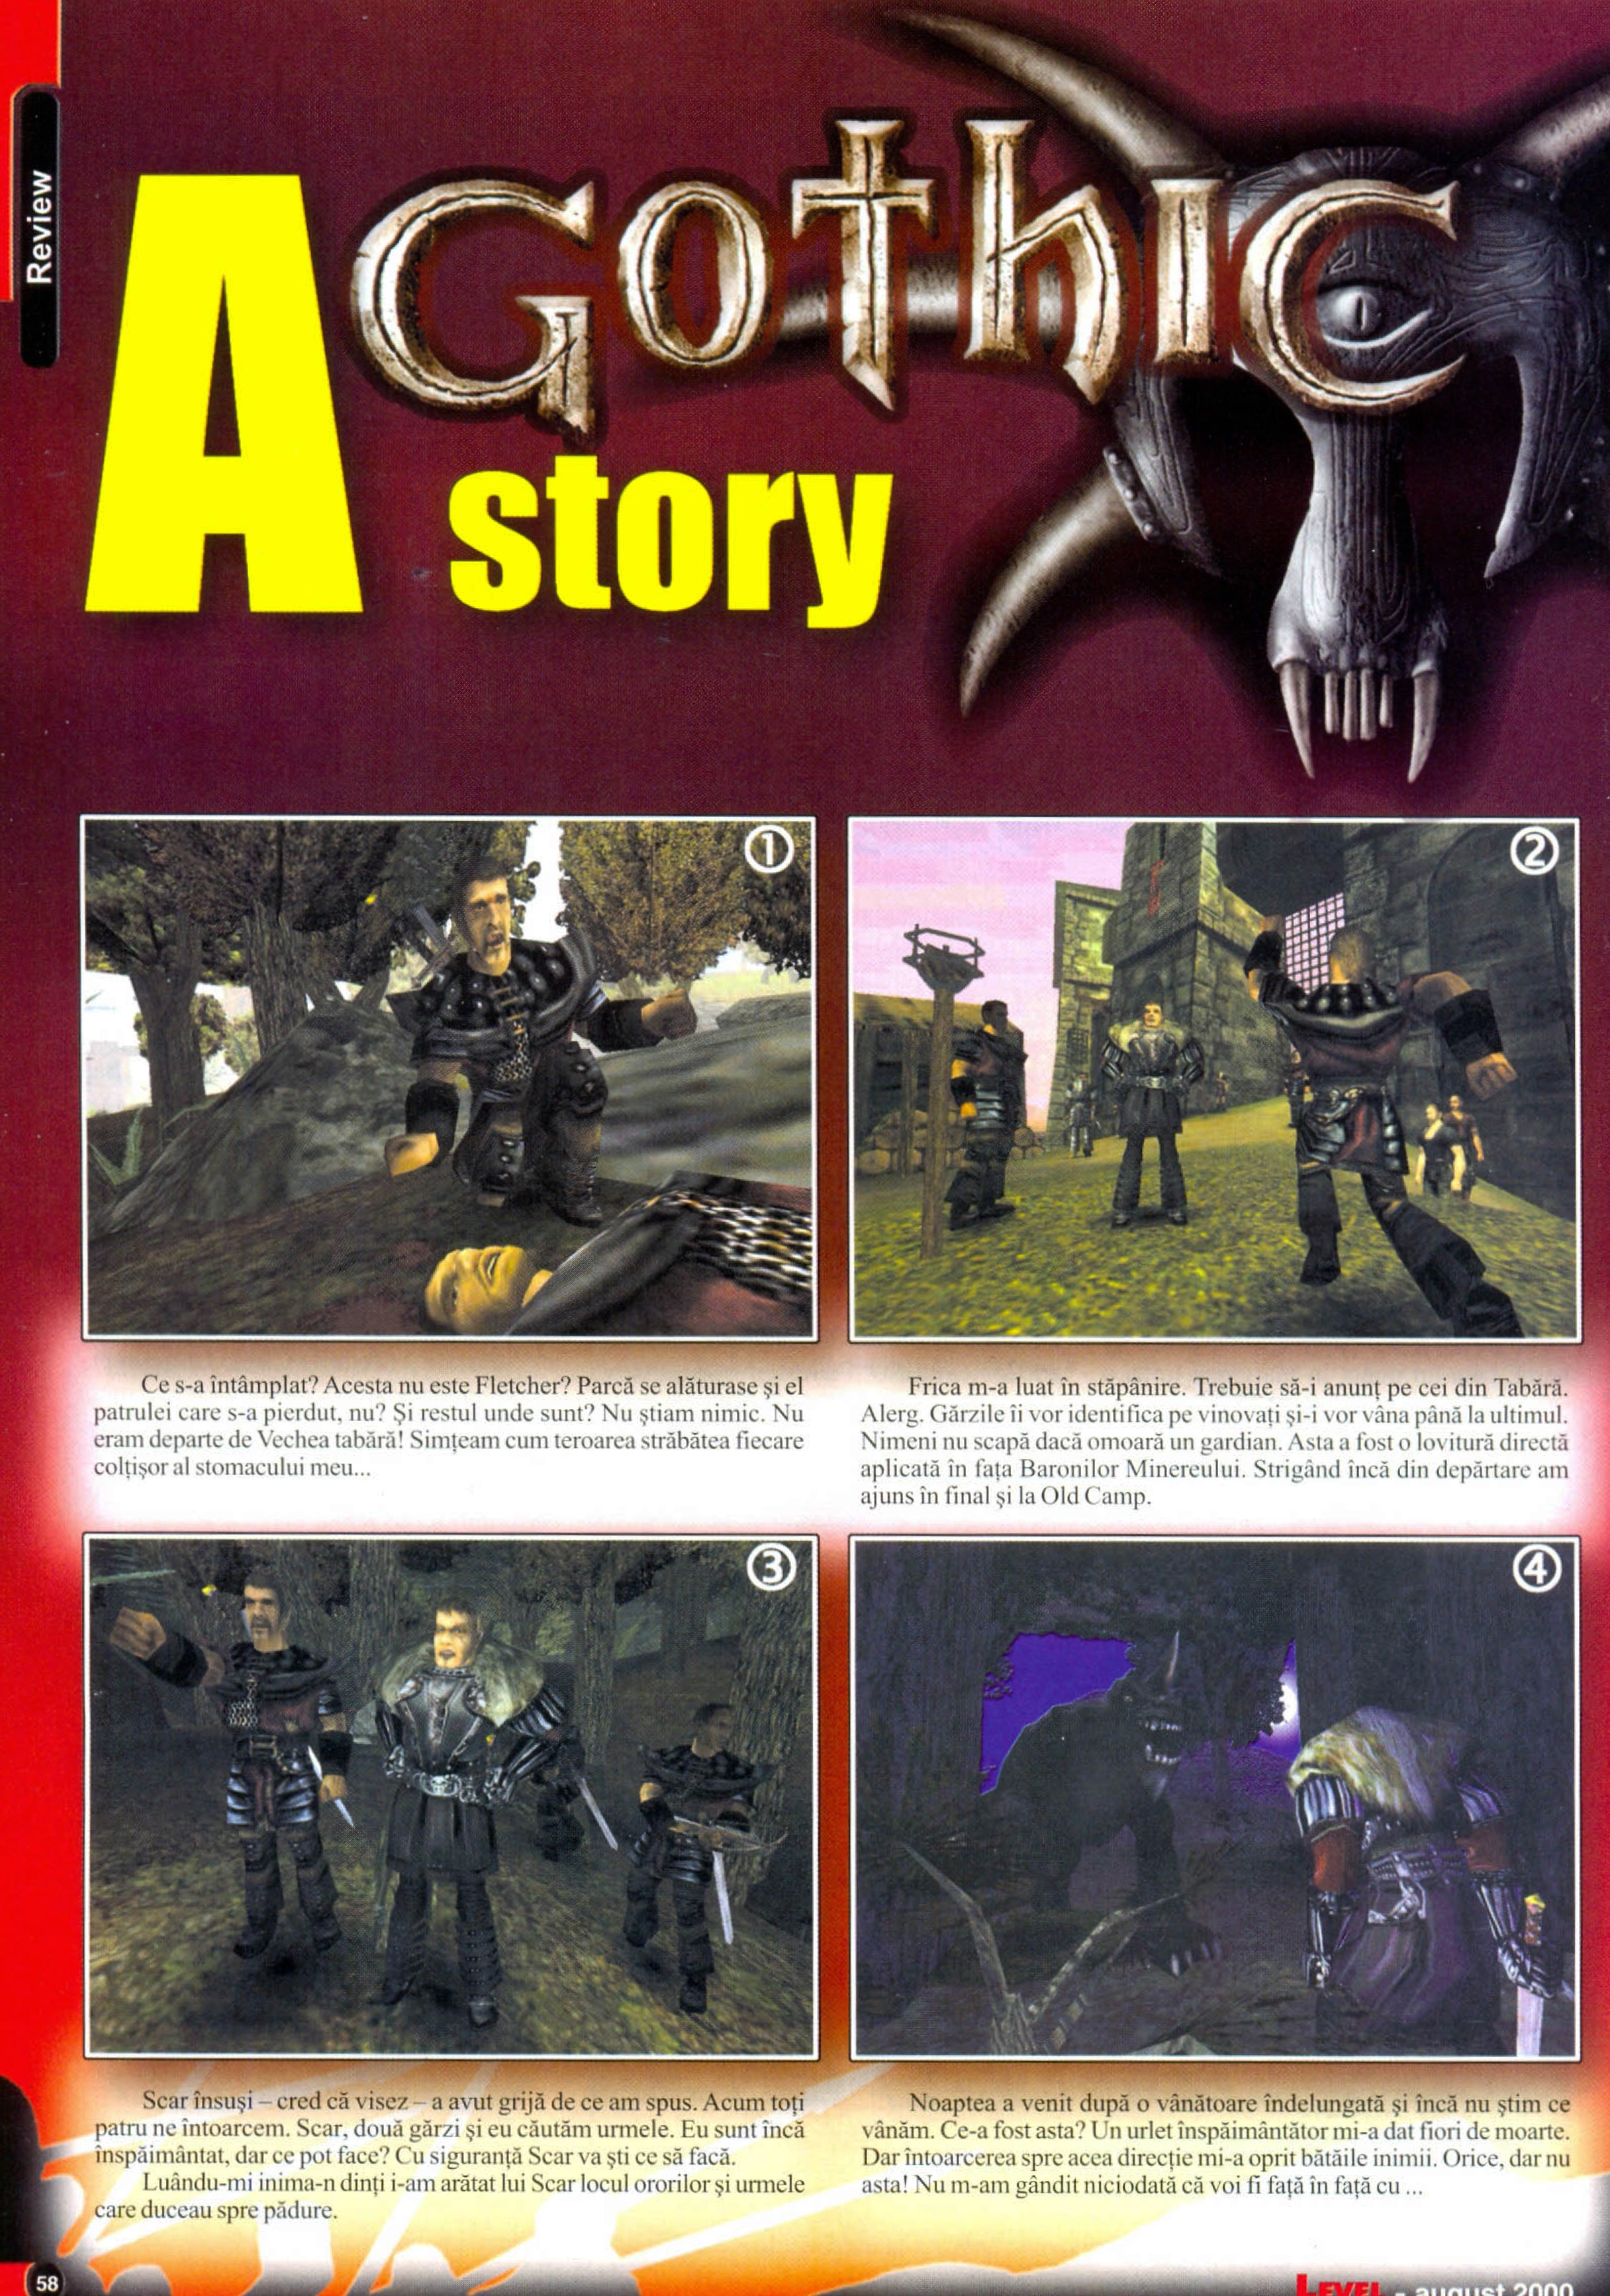 Review
A GOTHIC
story
1
2
Ce s-a întâmplat? Acesta nu este Fletcher? Parcă se alăturase şi el
patrulei care s-a pierdut, nu? Şi restul unde sunt? Nu ştiam nimic. Nu
eram departe de Vechea tabără! Simţeam cum teroarea străbătea fiecare
colţişor al stomacului meu...
Frica m-a luat în stăpânire. Trebuie să-i anunţ pe cei din Tabără.
Alerg. Gărzile îi vor identifica pe vinovaţi şi-i vor vâna până la ultimul.
Nimeni nu scapă dacă omoară un gardian. Asta a fost o lovitură directă
aplicată în faţa Baronilor Minereului. Strigând încă din depărtare am
ajuns în final şi la Old Camp.
3
4
Scar însuşi – cred că visez – a avut grijă de ce am spus. Acum toţi
patru ne întoarcem. Scar, două gărzi şi eu căutăm urmele. Eu sunt încă
înspăimântat, dar ce pot face? Cu siguranţă Scar va şti ce să facă.
Luându-mi inima-n dinţi i-am arătat lui Scar locul ororilor şi urmele
care duceau spre pădure.
Noaptea a venit după o vânătoare îndelungată şi încă nu ştim ce
vânăm. Ce-a fost asta? Un urlet înspăimântător mi-a dat fiori de moarte.
Dar întoarcerea spre acea direcţie mi-a oprit bătăile inimii. Orice, dar nu
asta! Nu m-am gândit niciodată că voi fi faţă în faţă cu ...
58
LEVEL - august 2000